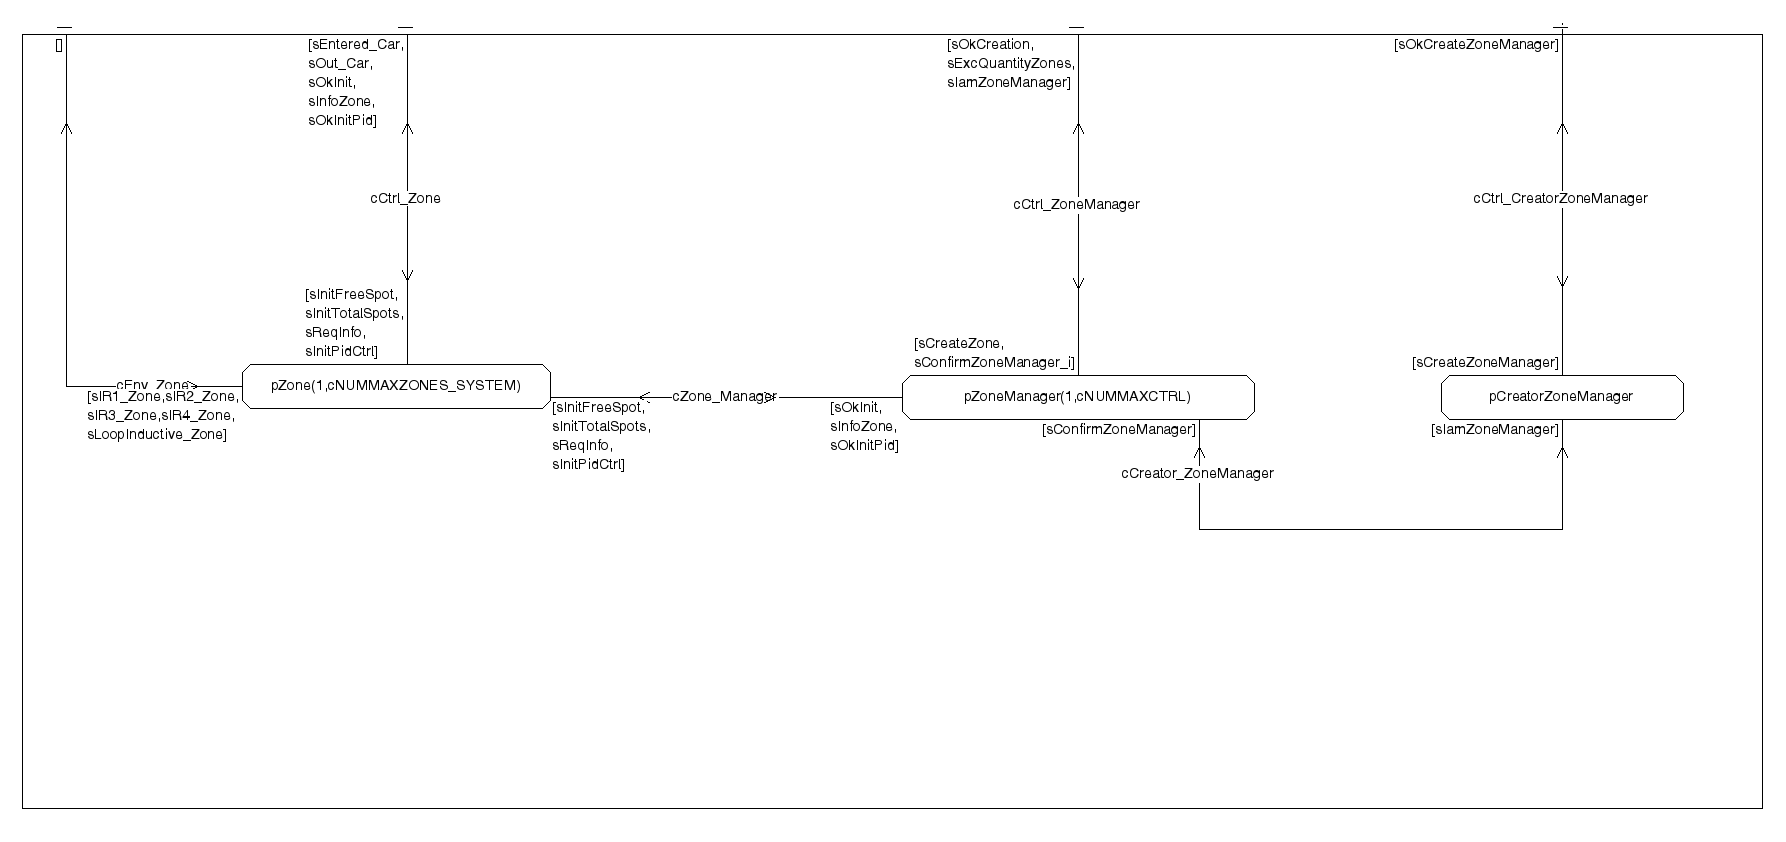 []
[sEntered_Car,
sOut_Car,
sOkInit,
sInfoZone,
sOkInitPid]
[sOkCreation,
sExcQuantityZones,
sIamZoneManager]
[sOkCreateZoneManager]
cCtrl_Zone
cCtrl_ZoneManager
cCtrl_CreatorZoneManager
[sInitFreeSpot,
sInitTotalSpots,
sReqInfo,
sInitPidCtrl]
[sCreateZone,
sConfirmZoneManager_i]
[sCreateZoneManager]
cEnv_Zone
[sIR1_Zone,sIR2_Zone,
sIR3_Zone,sIR4_Zone,
sLoopInductive_Zone]
pZone(1,cNUMMAXZONES_SYSTEM)
cZone_Manager
[sInitFreeSpot,
sInitTotalSpots,
sReqInfo,
sInitPidCtrl]
[sOkInit,
sInfoZone,
sOkInitPid]
pZoneManager(1,cNUMMAXCTRL)
pCreatorZoneManager
[sConfirmZoneManager]
[sIamZoneManager]
cCreator_ZoneManager